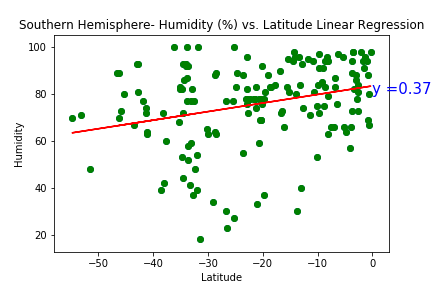 Southern Hemisphere- Humidity (%) vs. Latitude Linear Regression
100
80
60
40
20
y =0.37
Humidity
−50
−40
−30
−20
−10
0
Latitude